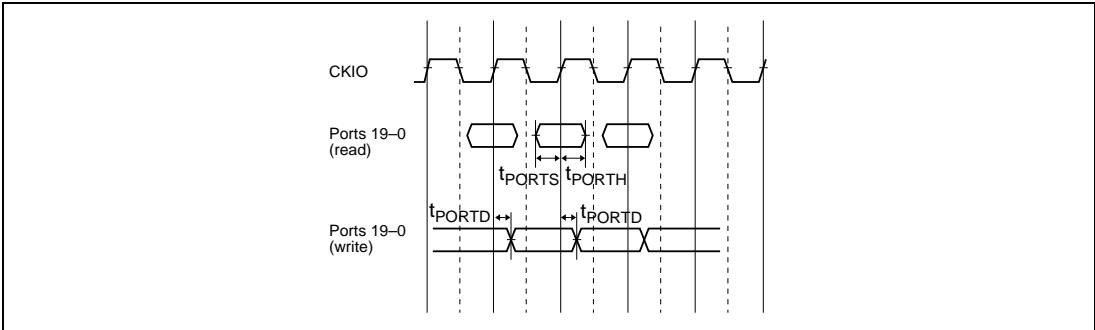 CKIO
Ports 19–0
(read)
tPORTS tPORTH
tPORTD tPORTD
Ports 19–0
(write)